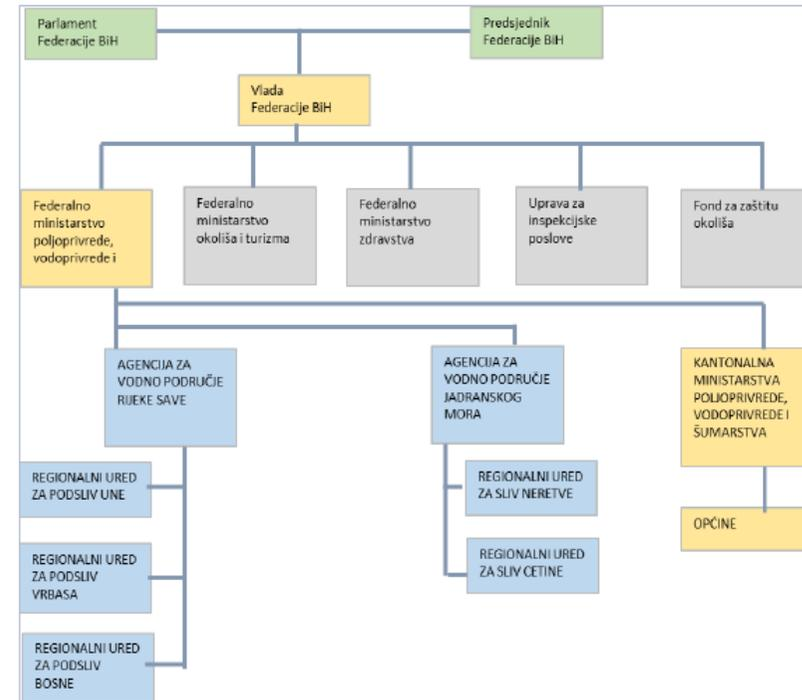 Parlament
Federacije BiH
Predsjednik
Federacije BiH
Vlada
Federacije BiH
Federalno
ministarstvo
poljoprivrede,
vodoprivrede i
Federalno
ministarstvo
okoliša i turizma
Federalno
ministarstvo
zdravstva
Uprava za
inspekcijske
poslove
Fond za zaštitu
okoliša
AGENCIJA ZA
VODNO PODRUČJE
RIJEKE SAVE
AGENCIJA ZA
VODNO PODRUČJE
JADRANSKOG
MORA
KANTONALNA
MINISTARSTVA
POLJOPRIVREDE,
VODOPRIVREDE I
ŠUMARSTVA
REGIONALNI URED
ZA PODSLIV UNE
REGIONALNI URED
ZA SLIV NERETVE
OPĆINE
REGIONALNI URED
ZA PODSLIV
VRBASA
REGIONALNI URED
ZA SLIV CETINE
REGIONALNI URED
ZA PODSLIV
BOSNE